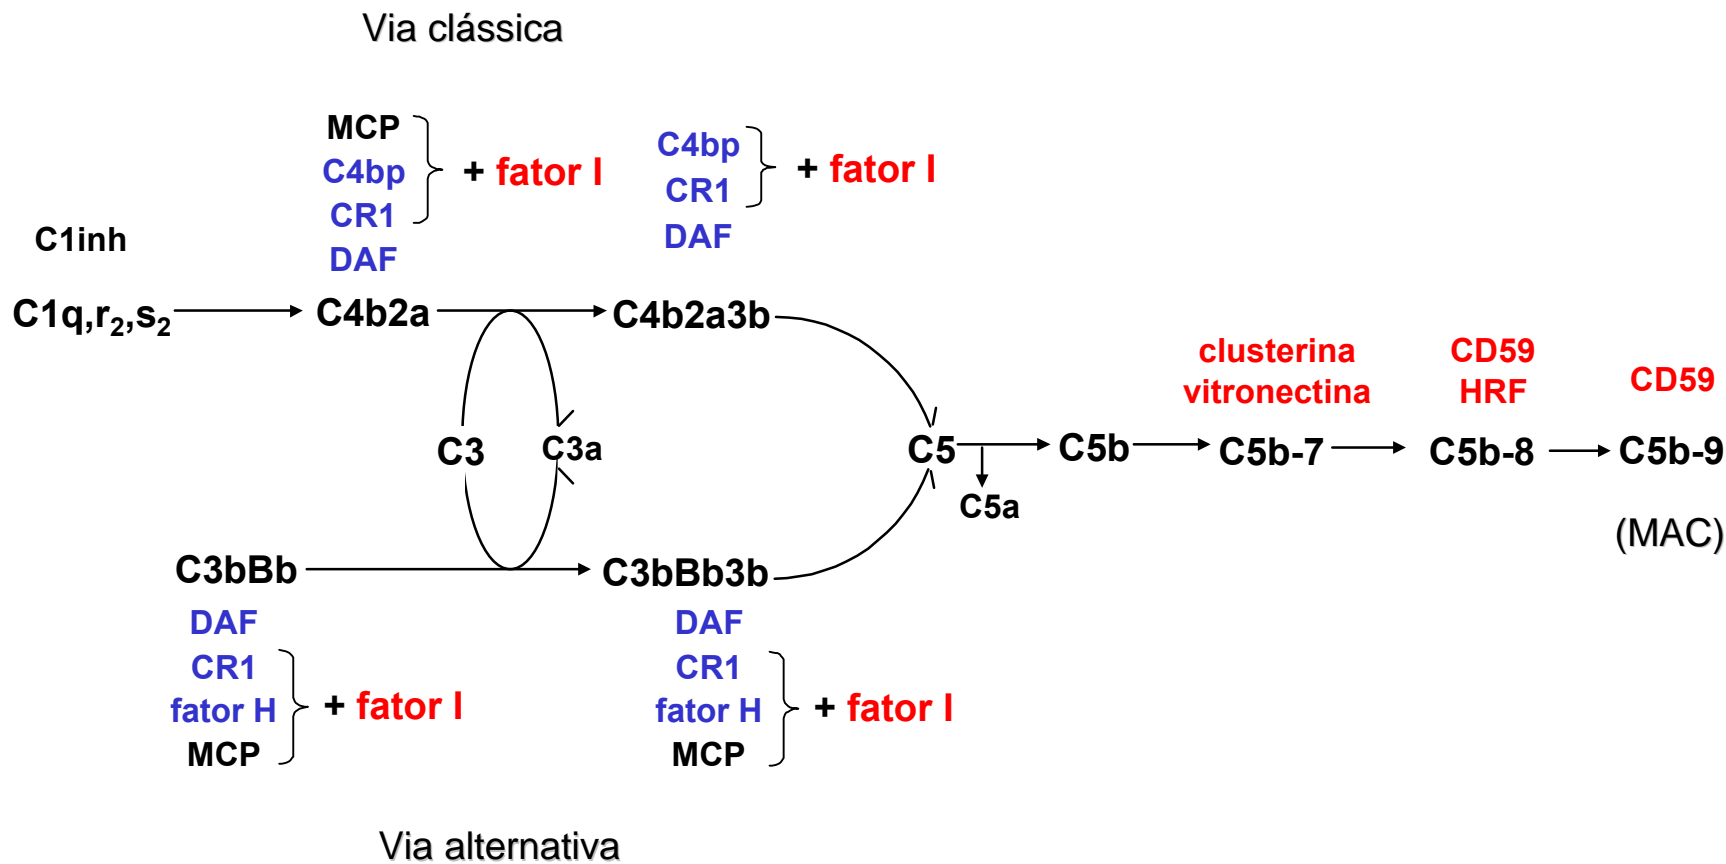 Via clássica
MCP
C4bp
CR1
DAF
+ fator I
C4bp
CR1
DAF
+ fator I
C1inh
C1q,r2,s2
C4b2a
C4b2a3b
clusterina
vitronectina
CD59
HRF
CD59
C3
C3a
C5
C5b
C5b-7
C5b-8
C5b-9
C5a
(MAC)
C3bBb
C3bBb3b
DAF
CR1
fator H
MCP
+ fator I
DAF
CR1
fator H
MCP
+ fator I
Via alternativa